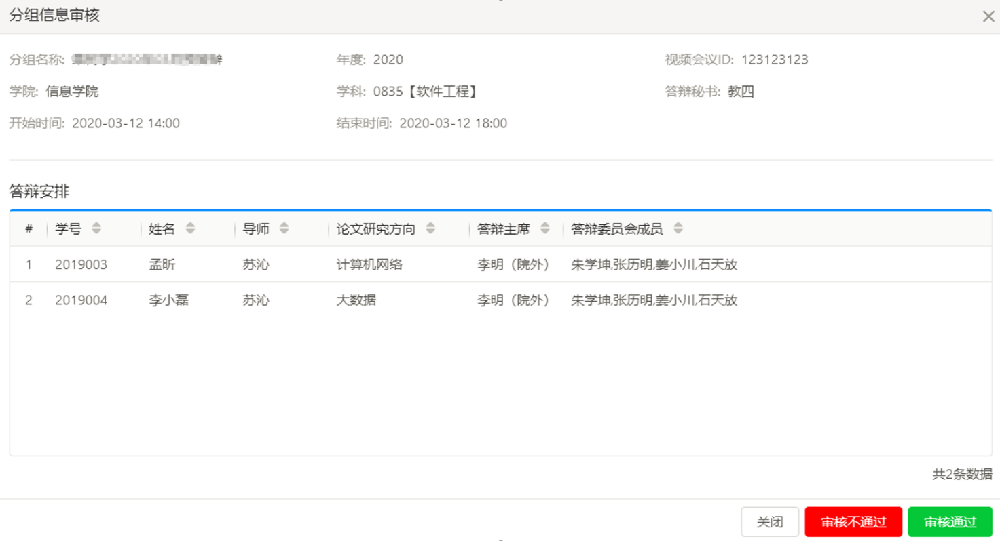 分组信息审核
分组名称: 年度: 2020 视频会议ID: 123123123
学院: 信息学院 学科: 0835【软件工程】 答辩秘书: 教四
开始时间: 2020-03-12 14:00 结束时间: 2020-03-12 18:00
答辩安排
# 学号 姓名 导师 论文研究方向 答辩主席 答辩委员会成员
1 2019003 孟昕 苏沁 计算机网络 李明（院外） 朱学坤,张历明,姜小川,石天放
2 2019004 李小磊 苏沁 大数据 李明（院外） 朱学坤,张历明,姜小川,石天放
共2条数据
关闭 审核不通过 审核通过